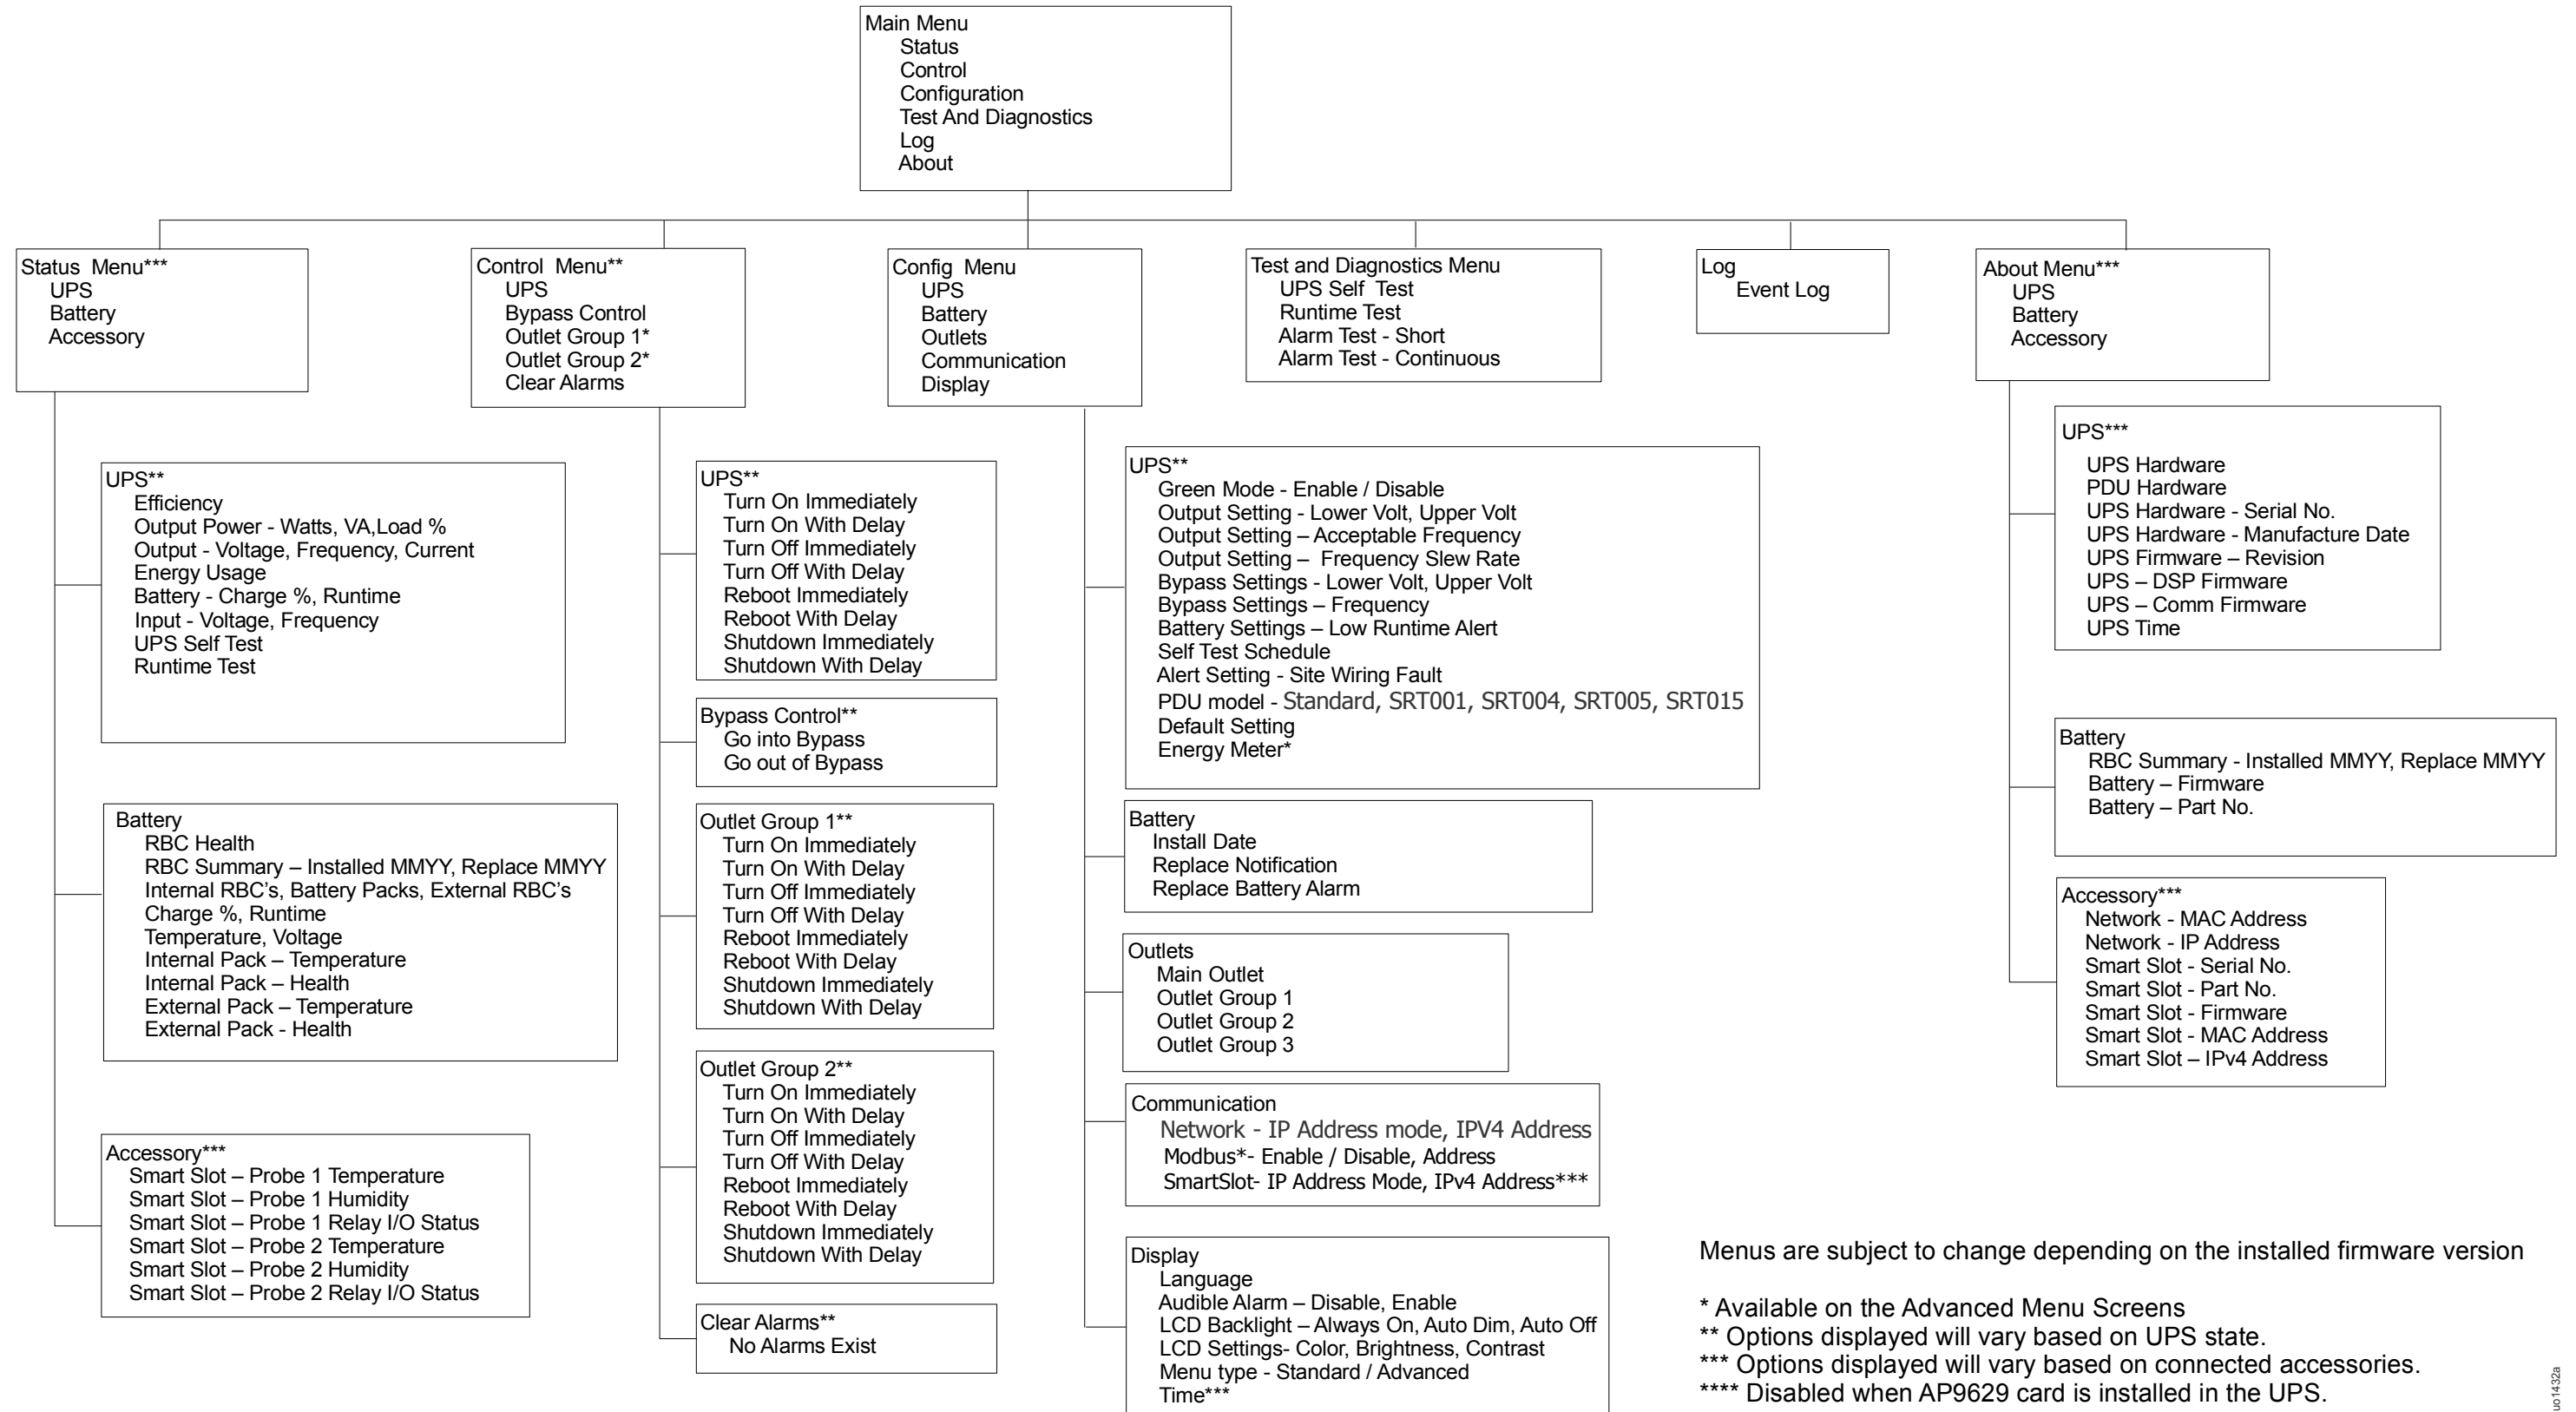 Main Menu
Status
Control
Configuration
Test And Diagnostics
Log
About
Status  Menu***
UPS
Battery
Accessory
Control  Menu**
UPS
Bypass Control
Outlet Group 1*
Outlet Group 2*
Clear Alarms
Config  Menu
UPS
Battery
Outlets
Communication
Display
Test and Diagnostics Menu
UPS Self  Test
Runtime Test
Alarm Test - Short
Alarm Test - Continuous
Log
Event Log
About Menu***
UPS
Battery
Accessory
UPS**
Efficiency
Output Power - Watts, VA,Load %
Output - Voltage, Frequency, Current
Energy Usage
Battery - Charge %, Runtime
Input - Voltage, Frequency
UPS Self Test
Runtime Test
Battery
RBC Health
RBC Summary – Installed MMYY, Replace MMYY
Internal RBC’s, Battery Packs, External RBC’s
Charge %, Runtime
Temperature, Voltage
Internal Pack – Temperature
Internal Pack – Health
External Pack – Temperature
External Pack - Health
Accessory***
Smart Slot – Probe 1 Temperature
Smart Slot – Probe 1 Humidity
Smart Slot – Probe 1 Relay I/O Status
Smart Slot – Probe 2 Temperature
Smart Slot – Probe 2 Humidity
Smart Slot – Probe 2 Relay I/O Status
UPS**
Turn On Immediately
Turn On With Delay
Turn Off Immediately
Turn Off With Delay
Reboot Immediately
Reboot With Delay
Shutdown Immediately
Shutdown With Delay
Bypass Control**
Go into Bypass
Go out of Bypass
Outlet Group 1**
Turn On Immediately
Turn On With Delay
Turn Off Immediately
Turn Off With Delay
Reboot Immediately
Reboot With Delay
Shutdown Immediately
Shutdown With Delay
Outlet Group 2**
Turn On Immediately
Turn On With Delay
Turn Off Immediately
Turn Off With Delay
Reboot Immediately
Reboot With Delay
Shutdown Immediately
Shutdown With Delay
Clear Alarms**
No Alarms Exist
UPS**
Green Mode - Enable / Disable
Output Setting - Lower Volt, Upper Volt
Output Setting – Acceptable Frequency
Output Setting –  Frequency Slew Rate
Bypass Settings - Lower Volt, Upper Volt
Bypass Settings – Frequency
Battery Settings – Low Runtime Alert
Self Test Schedule
Alert Setting - Site Wiring Fault
PDU model - Standard, SRT001, SRT004, SRT005, SRT015
Default Setting
Energy Meter*
Battery
Install Date
Replace Notification
Replace Battery Alarm
Outlets
Main Outlet
Outlet Group 1
Outlet Group 2
Outlet Group 3
Communication
Network - IP Address mode, IPV4 Address
Modbus*- Enable / Disable, Address
SmartSlot- IP Address Mode, IPv4 Address***
Display
Language
Audible Alarm – Disable, Enable
LCD Backlight – Always On, Auto Dim, Auto Off
LCD Settings- Color, Brightness, Contrast
Menu type - Standard / Advanced
Time***
UPS***
UPS Hardware
PDU Hardware
UPS Hardware - Serial No.
UPS Hardware - Manufacture Date
UPS Firmware – Revision
UPS – DSP Firmware
UPS – Comm Firmware
UPS Time
Battery
RBC Summary - Installed MMYY, Replace MMYY
Battery – Firmware
Battery – Part No.
Accessory***
Network - MAC Address
Network - IP Address
Smart Slot - Serial No.
Smart Slot - Part No.
Smart Slot - Firmware
Smart Slot - MAC Address
Smart Slot – IPv4 Address
Menus are subject to change depending on the installed firmware version
* Available on the Advanced Menu Screens
** Options displayed will vary based on UPS state.
*** Options displayed will vary based on connected accessories.
**** Disabled when AP9629 card is installed in the UPS.
uo1432a